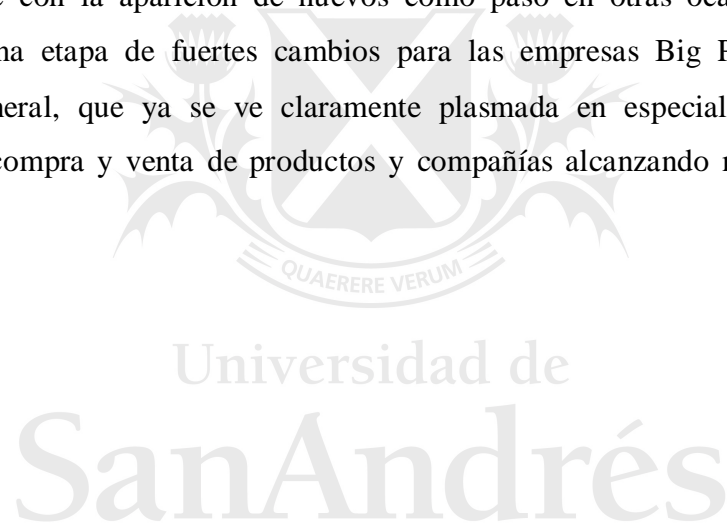 e con la aparición de nuevos como pasó en otras oca
na etapa de fuertes cambios para las empresas Big P
neral, que ya se ve claramente plasmada en especial
compra y venta de productos y compañías alcanzando
QUAERERE VERUM
Universidad de
SanAndrés